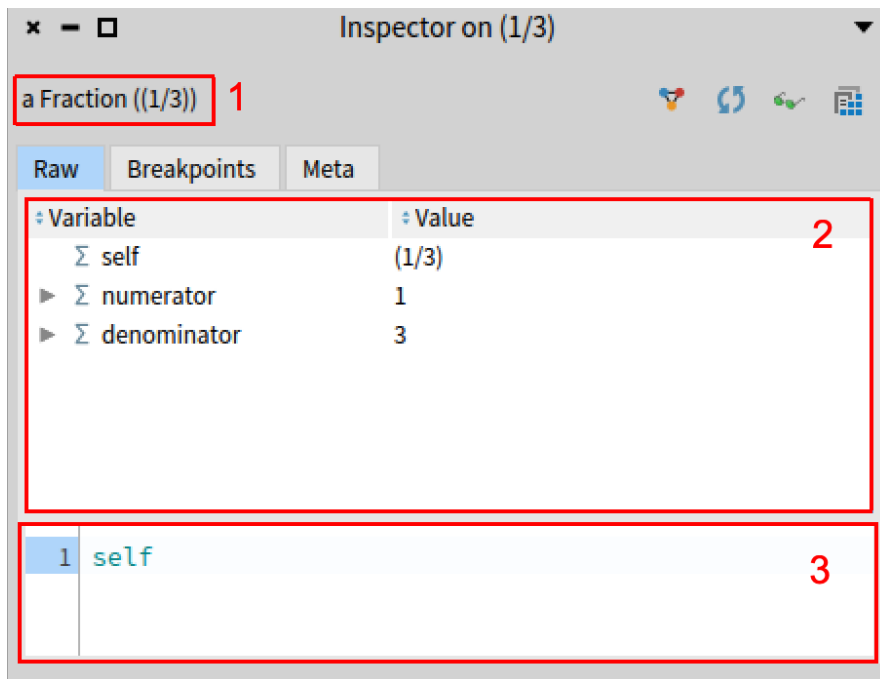 Inspector on (1/3)
a Fraction ((1/3)) 1
Raw Breakpoints Meta
Variable Value 2
Σ self (1/3)
Σ numerator 1
Σ denominator 3
1 self 3